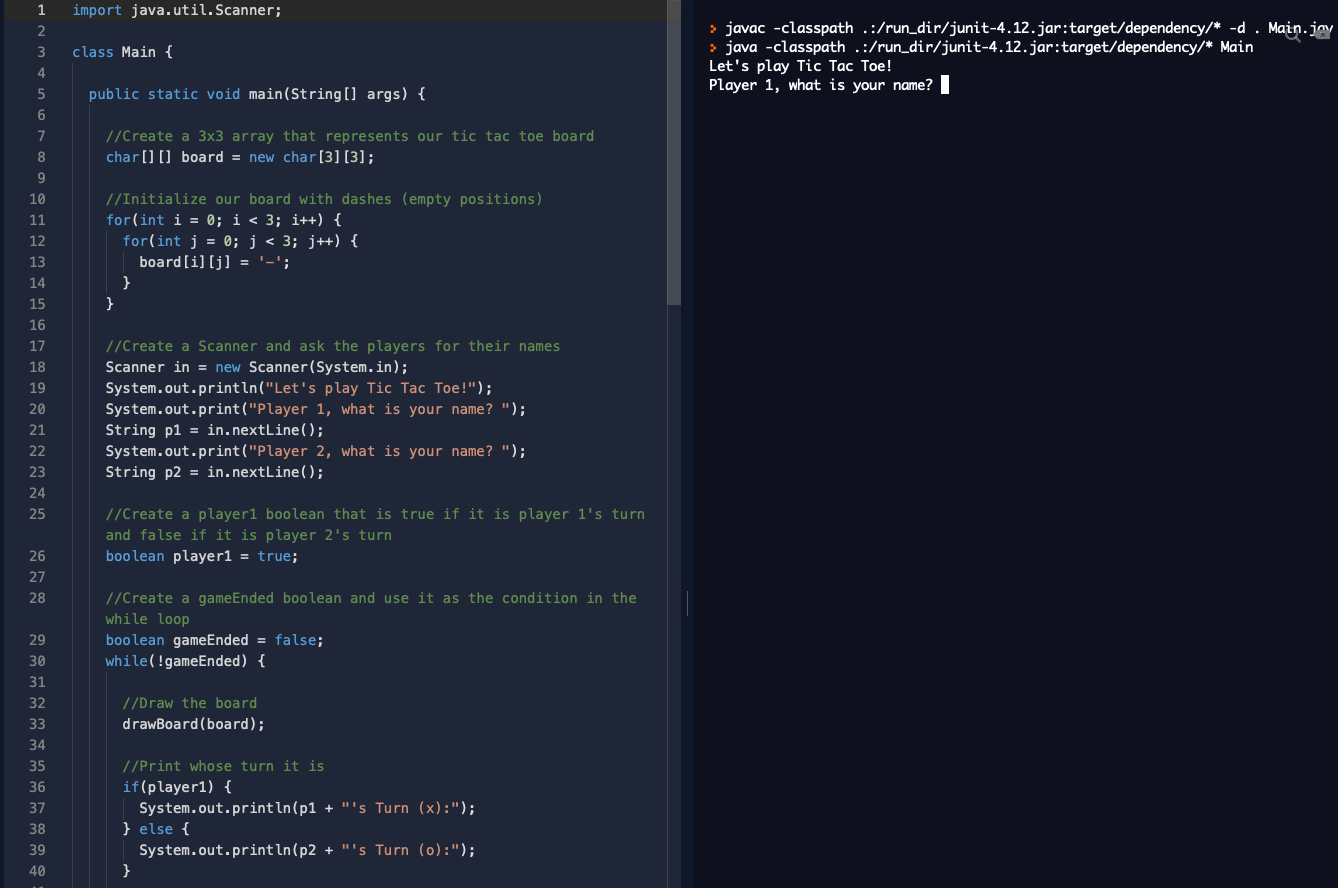 1 import java.util.Scanner;
2
3 class Main {
4
5 public static void main(String[] args) {
6
7 //Create a 3x3 array that represents our tic tac toe board
8 char[][] board = new char[3][3];
9
10 //Initialize our board with dashes (empty positions)
11 for(int i = 0; i < 3; i++) {
12 for(int j = 0; j < 3; j++) {
13 board[i][j] = '-';
14 }
15 }
16
17 //Create a Scanner and ask the players for their names
18 Scanner in = new Scanner(System.in);
19 System.out.println("Let's play Tic Tac Toe!");
20 System.out.print("Player 1, what is your name? ");
21 String p1 = in.nextLine();
22 System.out.print("Player 2, what is your name? ");
23 String p2 = in.nextLine();
24
25 //Create a player1 boolean that is true if it is player 1's turn
and false if it is player 2's turn
26 boolean player1 = true;
27
28 //Create a gameEnded boolean and use it as the condition in the
while loop
29 boolean gameEnded = false;
30 while(!gameEnded) {
31
32 //Draw the board
33 drawBoard(board);
34
35 //Print whose turn it is
36 if(player1) {
37 System.out.println(p1 + "'s Turn (x):");
38 } else {
39 System.out.println(p2 + "'s Turn (o):");
40 }
> javac -classpath .:/run_dir/junit-4.12.jar:target/dependency/* -d . Main.jav
> java -classpath .:/run_dir/junit-4.12.jar:target/dependency/* Main
Let's play Tic Tac Toe!
Player 1, what is your name?